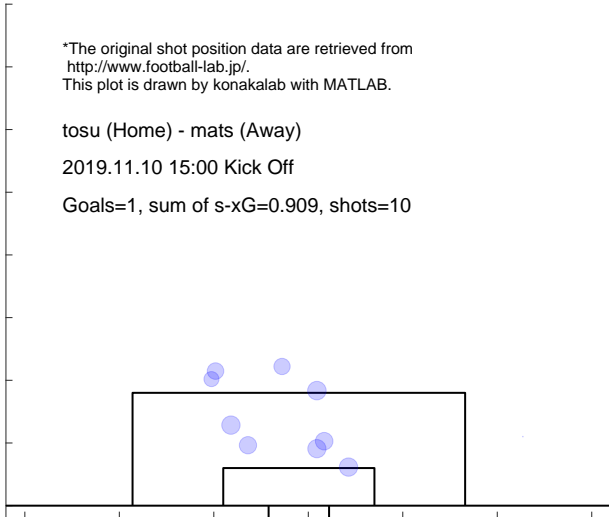 *The original shot position data are retrieved from
http://www.football-lab.jp/.
This plot is drawn by konakalab with MATLAB.
tosu (Home) - mats (Away)
2019.11.10 15:00 Kick Off
Goals=1, sum of s-xG=0.909, shots=10